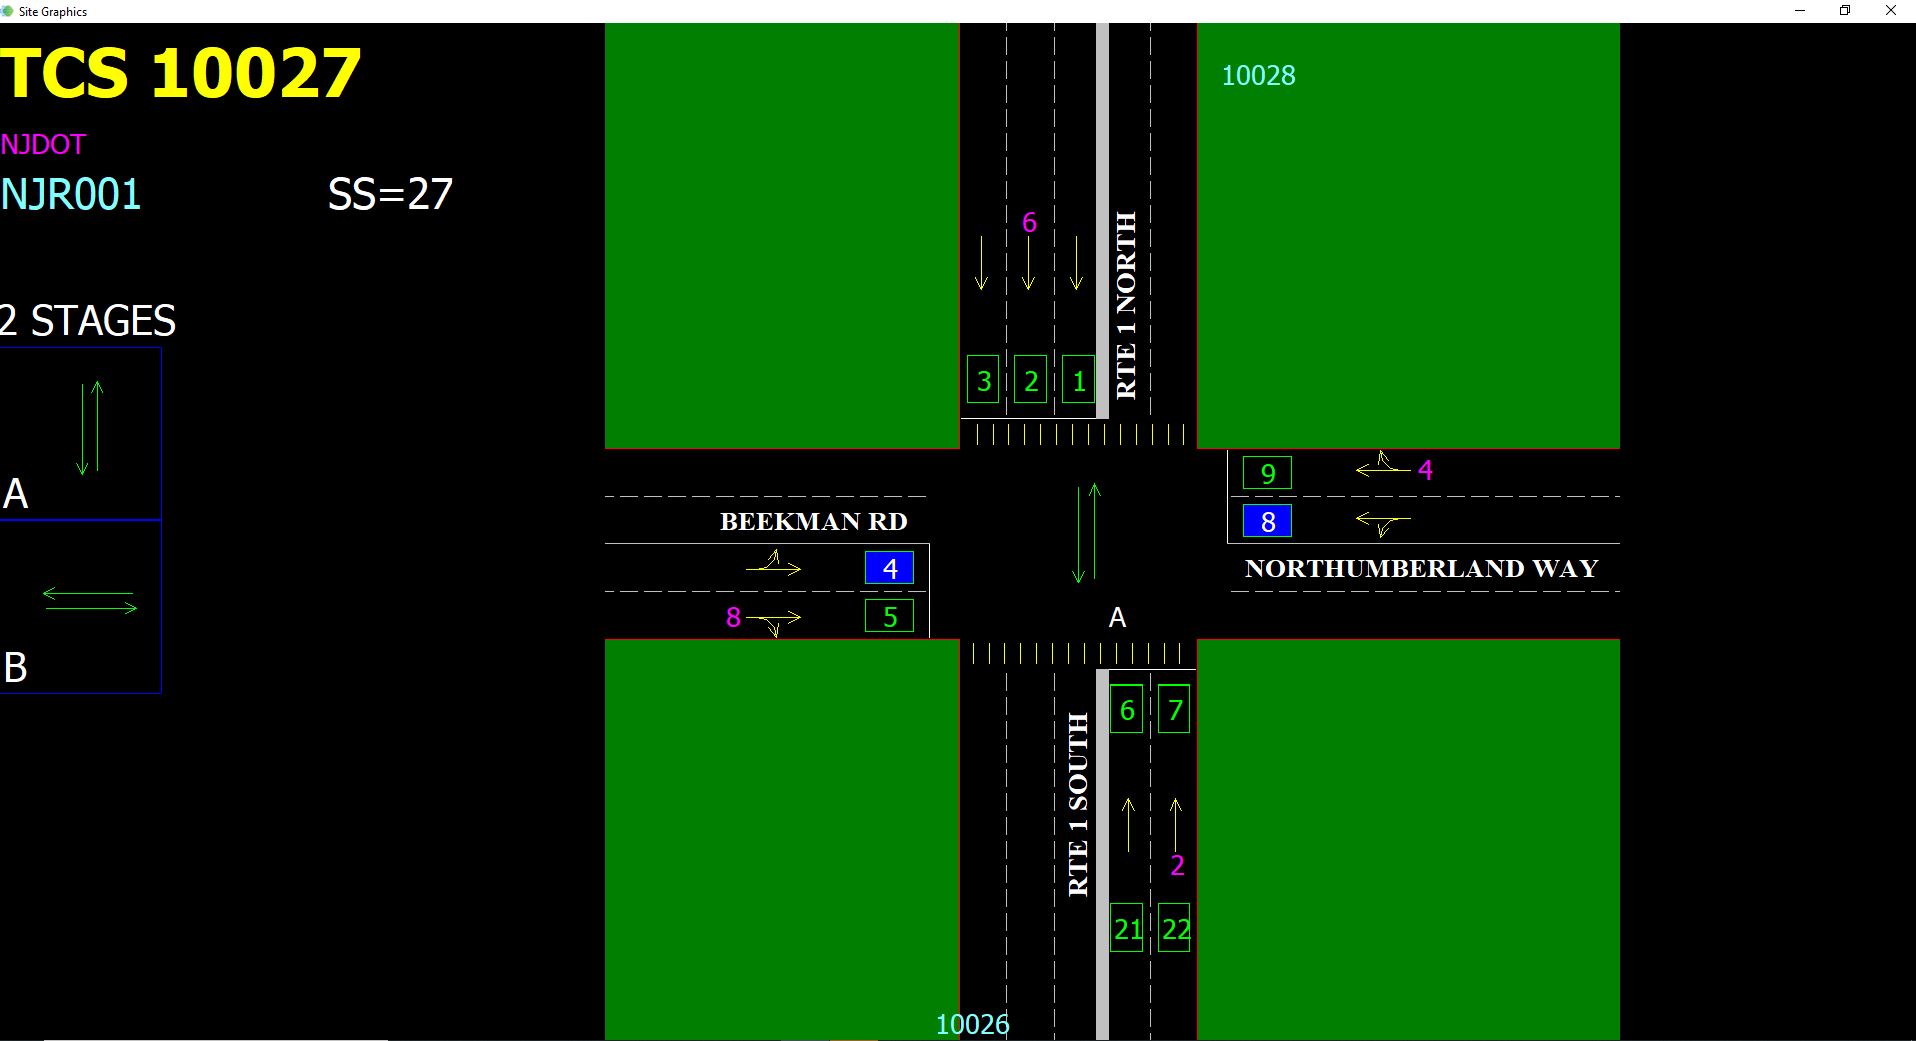 Site Graphics
TCS 10027
NJDOT
NJR001
SS=27
2 STAGES
A
B
10028
6
RTE 1 NORTH
3 2 1
9
4
8
BEEKMAN RD
NORTHUMBERLAND WAY
4
8
5
A
6 7
RTE 1 SOUTH
2
21 22
10026